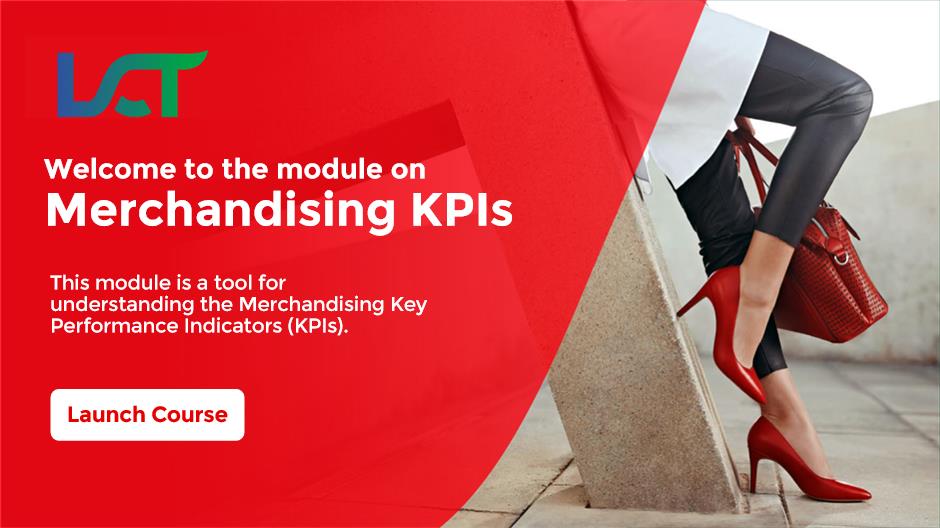 LCT
Welcome to the module on
Merchandising KPIs
This module is a tool for
understanding the Merchandising Key
Performance Indicators (KPIs).
Launch Course